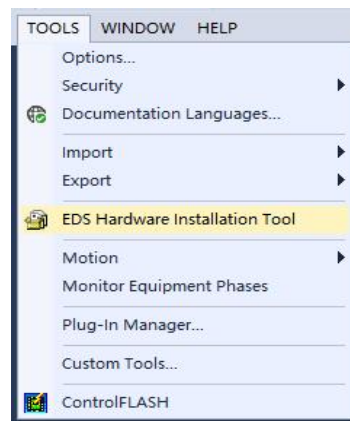 TOOLS WINDOW HELP
Options...
Security
Documentation Languages...
Import
Export
EDS Hardware Installation Tool
Motion
Monitor Equipment Phases
Plug-In Manager...
Custom Tools...
ControlFLASH